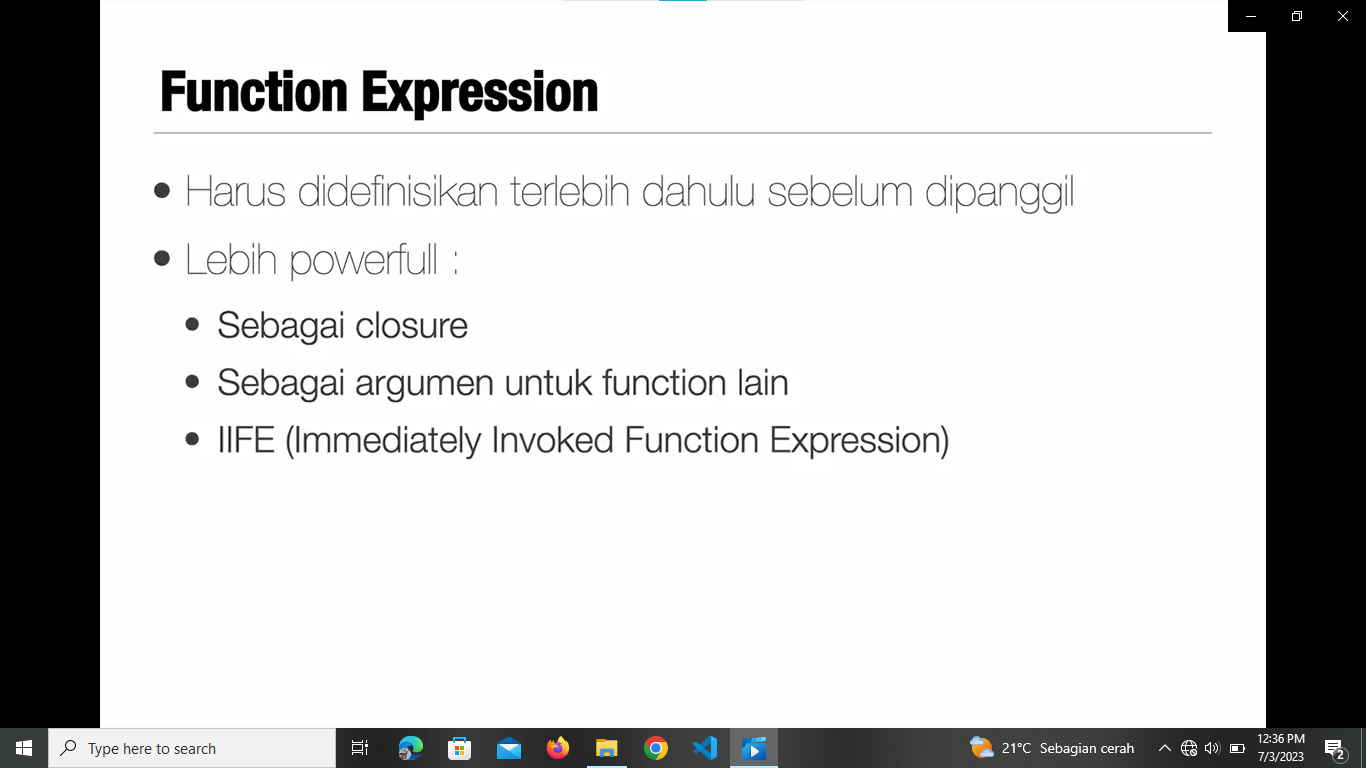 Function Expression
Harus didefinisikan terlebih dahulu sebelum dipanggil
Lebih powerfull :
Sebagai closure
Sebagai argumen untuk function lain
IIFE (Immediately Invoked Function Expression)
Type here to search
21°C Sebagian cerah
12:36 PM
7/3/2023
2